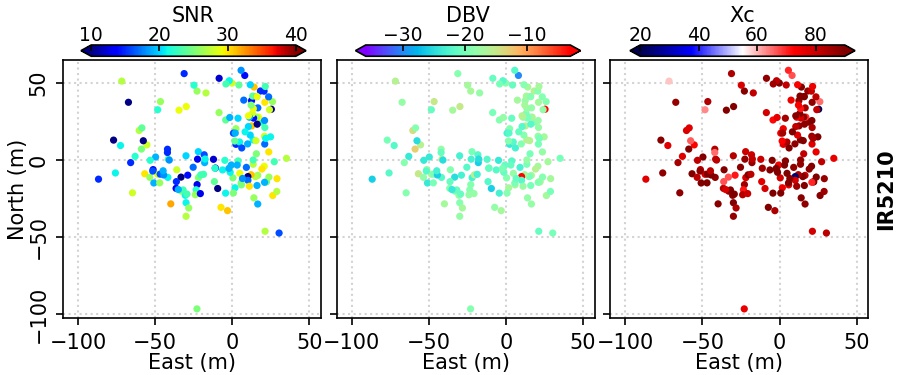 SNR DBV Xc
10 20 30 40 −30 −20 −10 20 40 60 80
50
0
−50
−100
North (m)
IR5210
−100 −50 0 50 −100 −50 0 50 −100 −50 0 50
East (m) East (m) East (m)